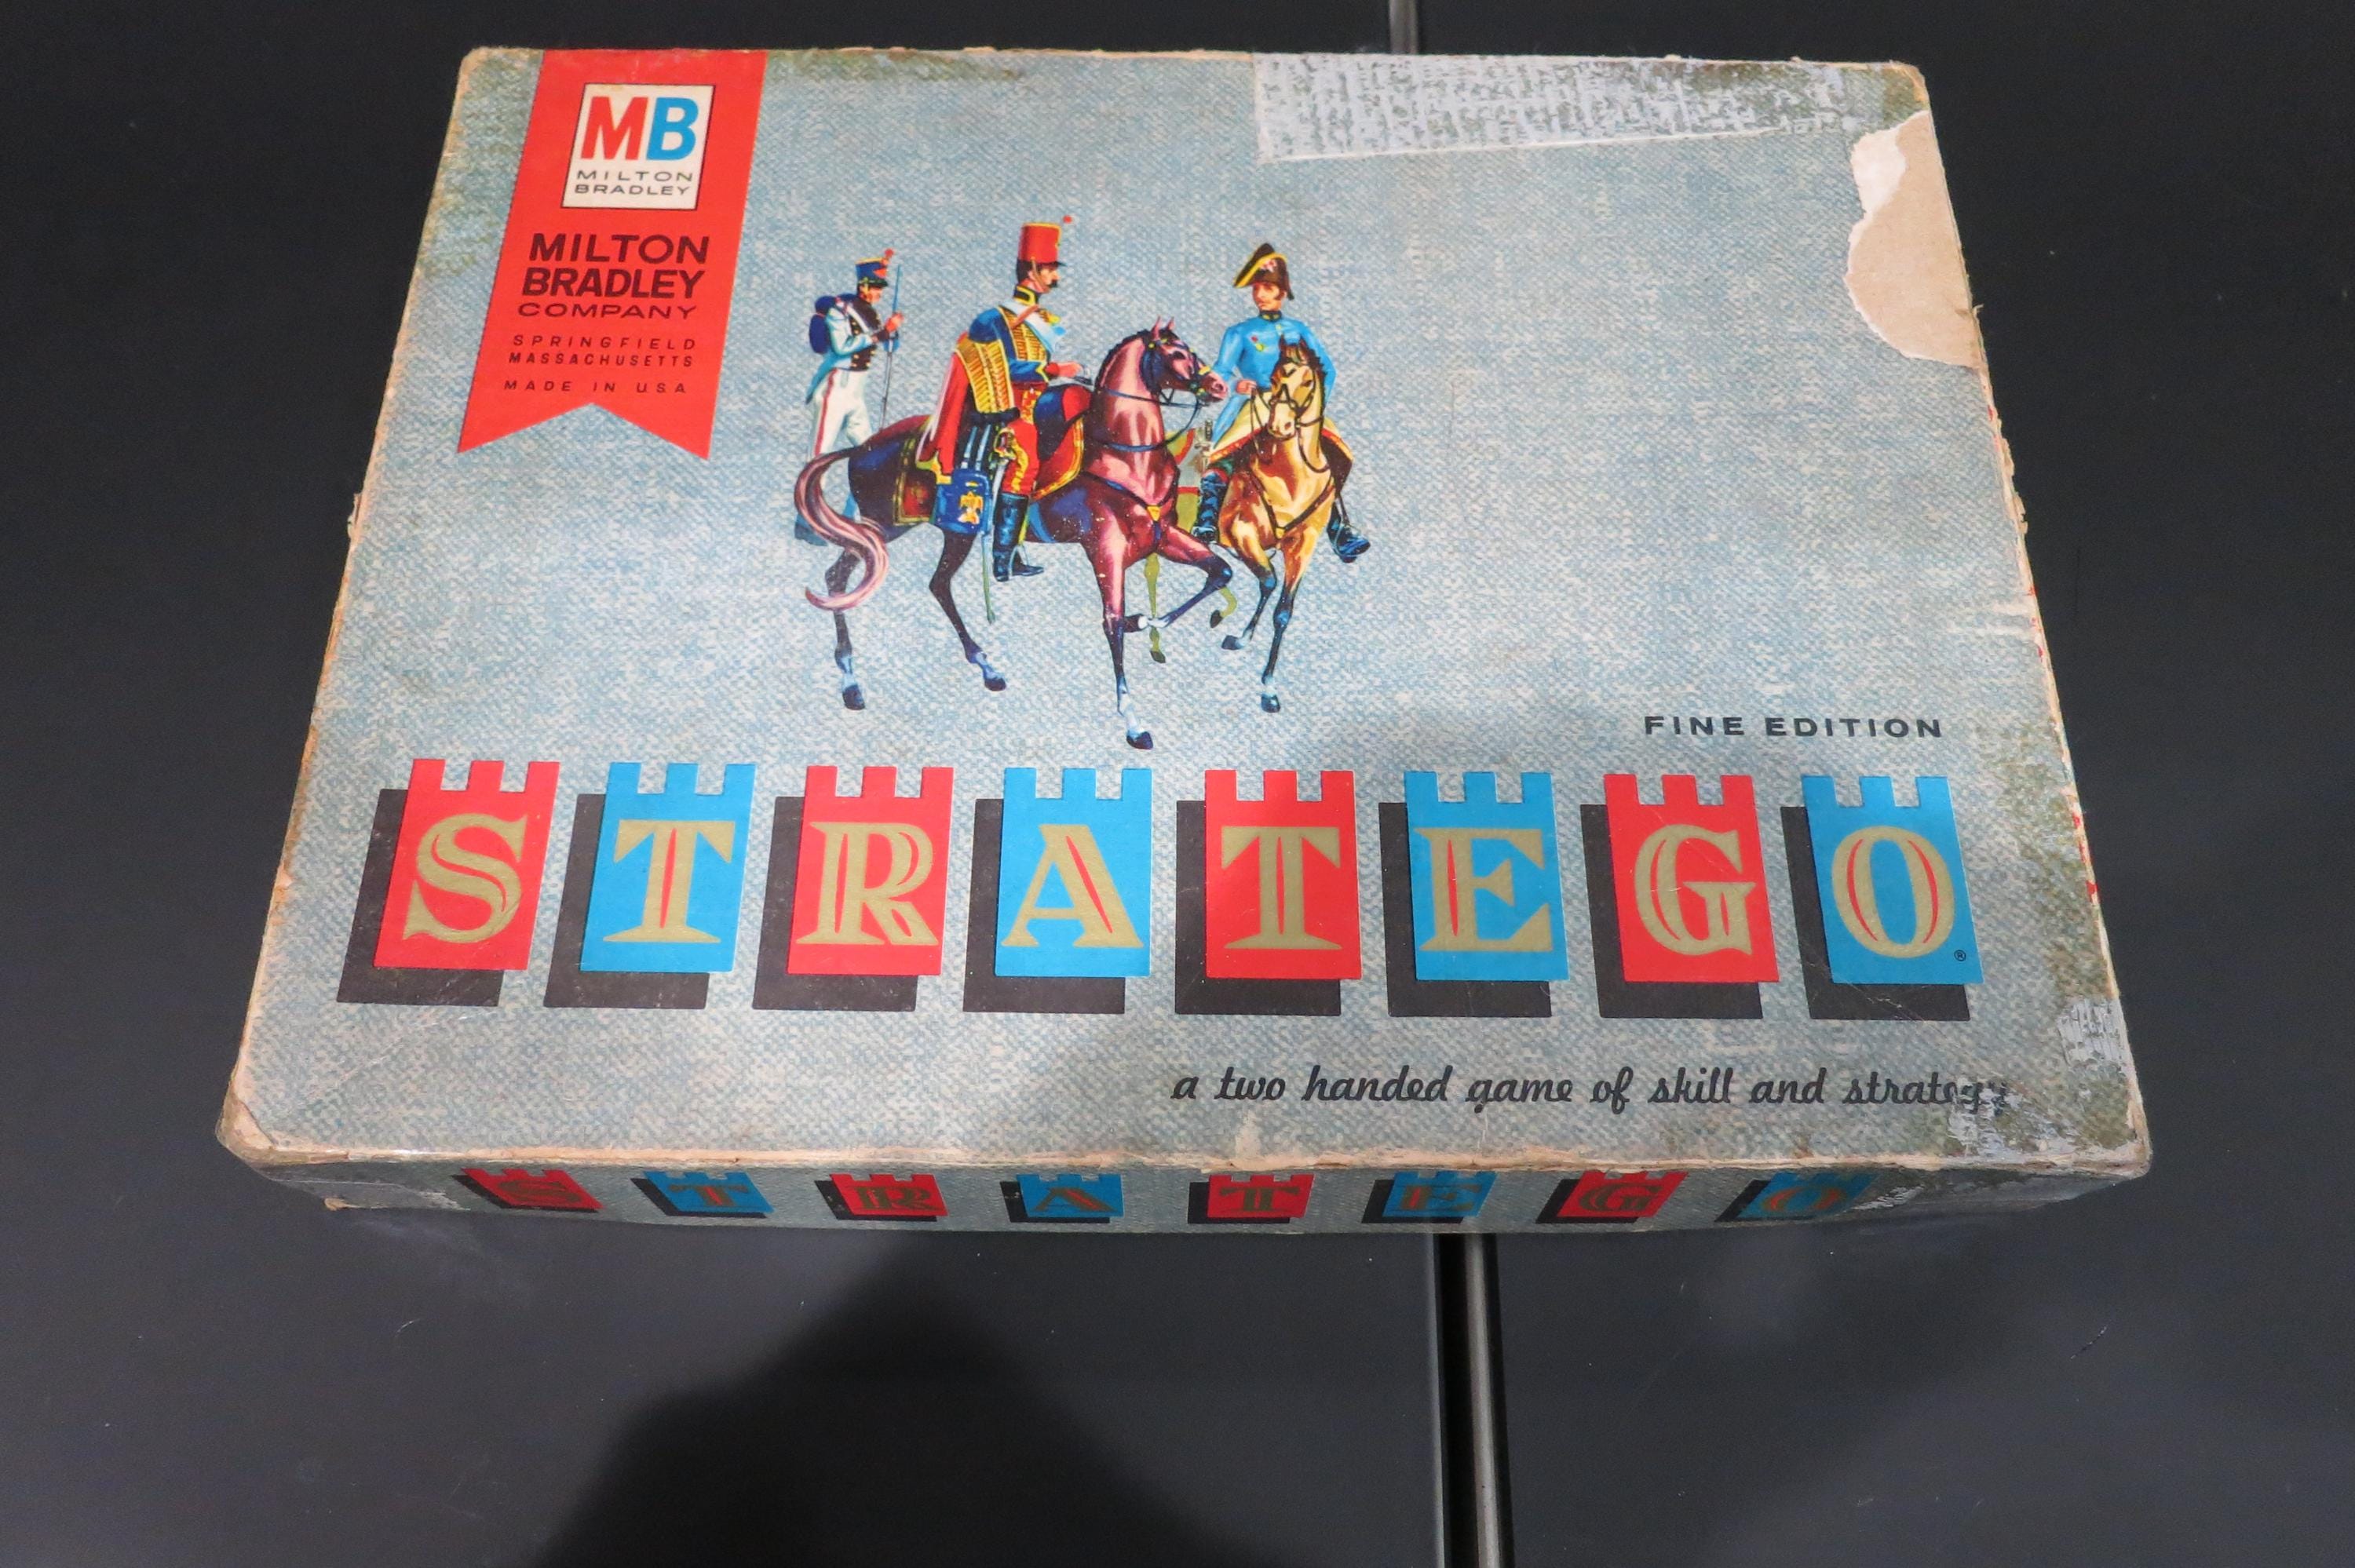 MB
MILTON
BRADLEY
MILTON
BRADLEY
COMPANY
SPRINGFIELD
MASSACHUSETTS
MADE IN U.S.A
FINE EDITION
STRATEGO®
a two handed game of skill and strategy
STRATEGO